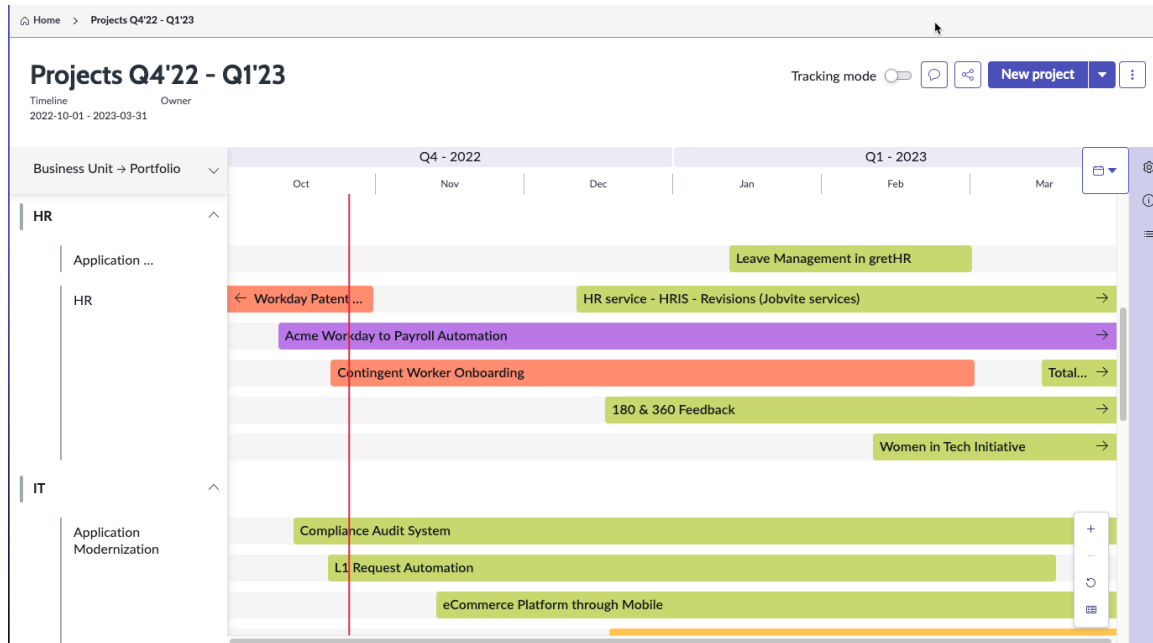 Home > Projects Q4'22 - Q1'23
Projects Q4'22 - Q1'23
Tracking mode
New project
Timeline Owner
2022-10-01 - 2023-03-31
Business Unit → Portfolio
Q4 - 2022 Q1 - 2023
Oct Nov Dec Jan Feb Mar
HR
Application ...
Leave Management in gretHR
HR
← Workday Patent ...
HR service - HRIS - Revisions (Jobvite services) →
Acme Workday to Payroll Automation →
Contingent Worker Onboarding
Total... →
180 & 360 Feedback →
Women in Tech Initiative →
IT
Application
Modernization
Compliance Audit System
L1 Request Automation
eCommerce Platform through Mobile